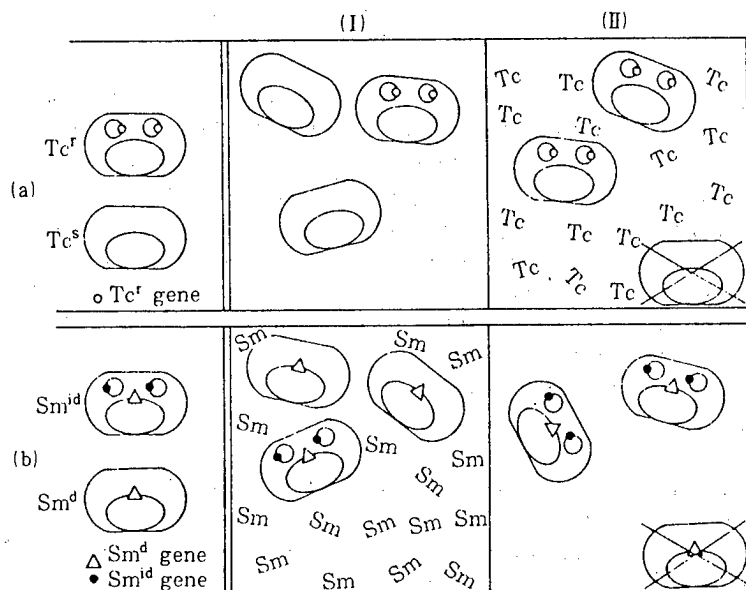 (I)
(II)
(a)
Tc^r
Tc^s
o Tc^r gene
Tc Tc Tc
Tc Tc Tc
Tc
Tc
Tc Tc
Tc Tc
Tc Tc Tc
(b)
Sm^id
Sm^d
△ Sm^d gene
● Sm^id gene
Sm Sm Sm
Sm Sm Sm
Sm
Sm Sm Sm Sm Sm
Sm Sm Sm Sm